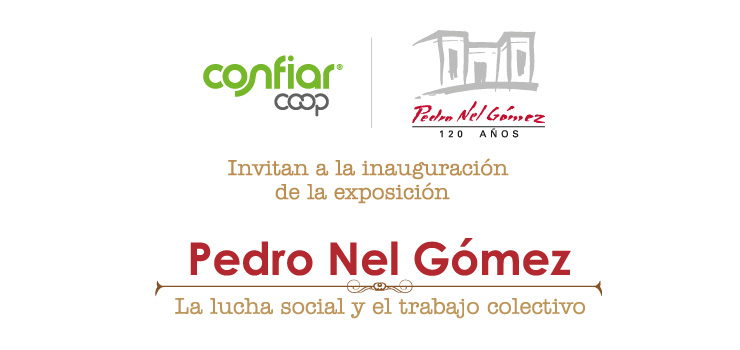 confiar®
coop
Pedro Nel Gómez
120 AÑOS
Invitan a la inauguración
de la exposición
Pedro Nel Gómez
La lucha social y el trabajo colectivo